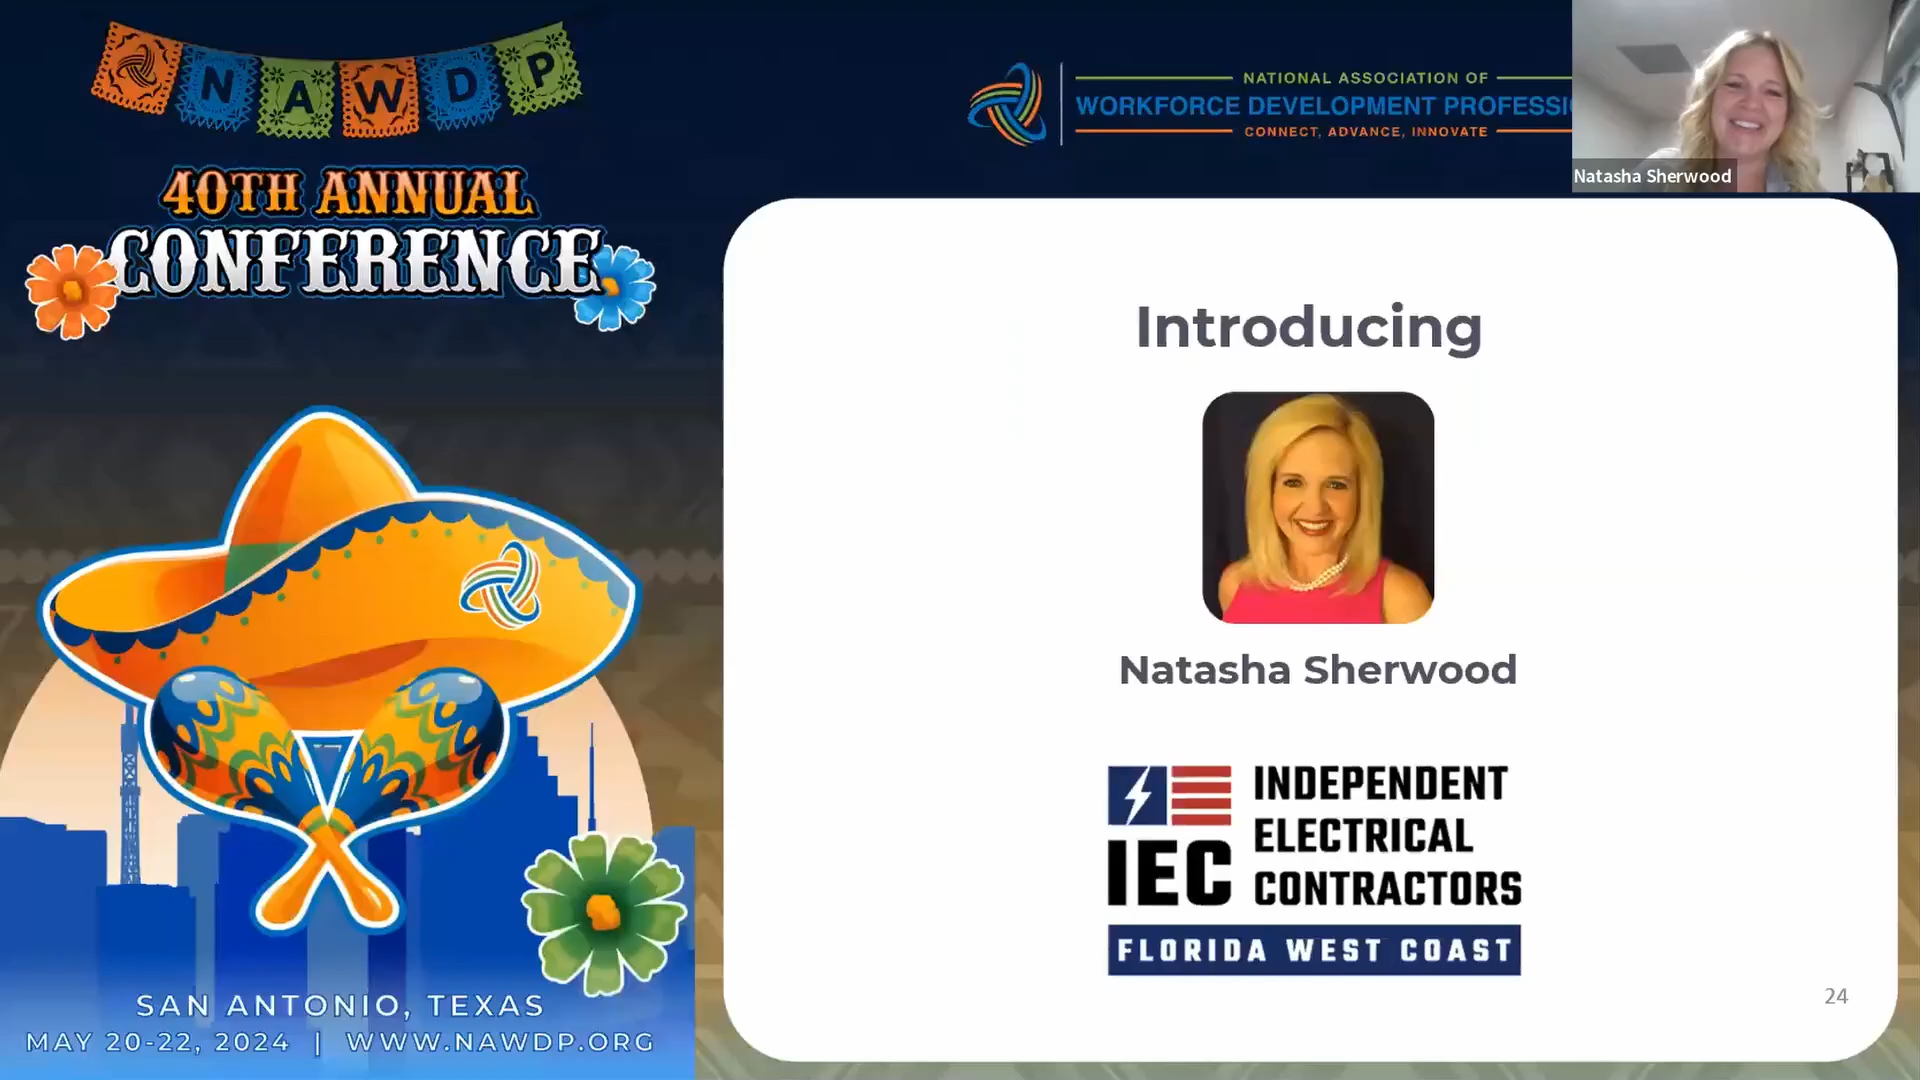 NAWDP
40TH ANNUAL
CONFERENCE
SAN ANTONIO, TEXAS
MAY 20-22, 2024 | WWW.NAWDP.ORG
NATIONAL ASSOCIATION OF
WORKFORCE DEVELOPMENT PROFESSI
CONNECT, ADVANCE, INNOVATE
Natasha Sherwood
Introducing
Natasha Sherwood
IEC
INDEPENDENT
ELECTRICAL
CONTRACTORS
FLORIDA WEST COAST
24